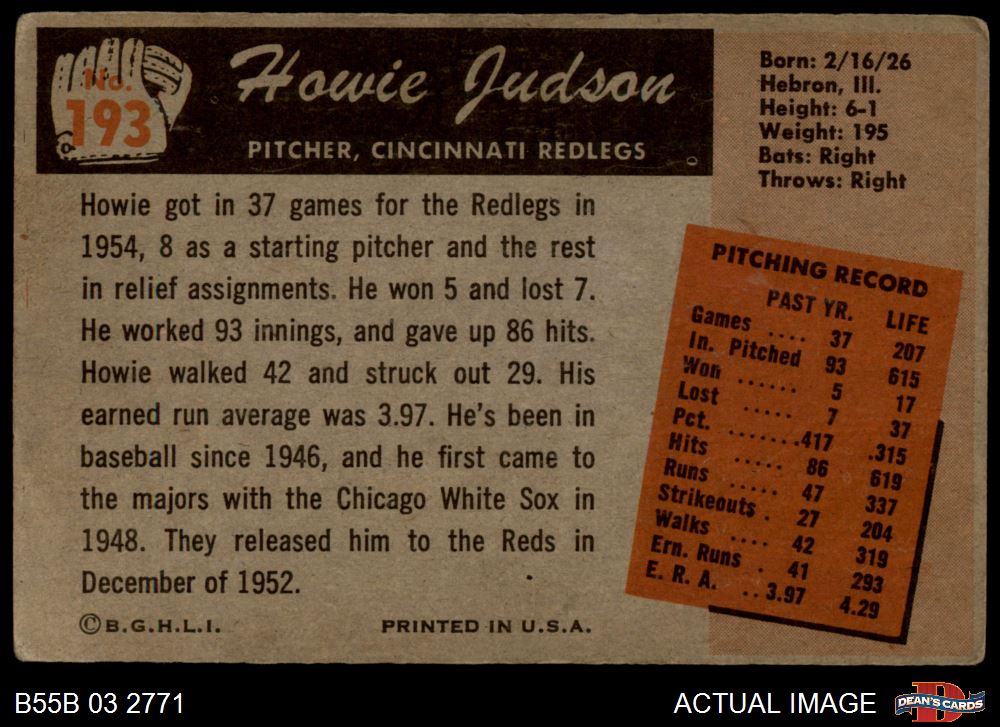 No.
193
Howie Judson
PITCHER, CINCINNATI REDLEGS
Born: 2/16/26
Hebron, Ill.
Height: 6-1
Weight: 195
Bats: Right
Throws: Right
Howie got in 37 games for the Redlegs in
1954, 8 as a starting pitcher and the rest
in relief assignments. He won 5 and lost 7.
He worked 93 innings, and gave up 86 hits.
Howie walked 42 and struck out 29. His
earned run average was 3.97. He's been in
baseball since 1946, and he first came to
the majors with the Chicago White Sox in
1948. They released him to the Reds in
December of 1952.
©B.G.H.L.I. PRINTED IN U.S.A.
PITCHING RECORD
PAST YR. LIFE
Games .... 37 207
In. Pitched 93 615
Won ...... 5 17
Lost ..... 7 37
Pct. .......417 .315
Hits ..... 86 619
Runs ..... 47 337
Strikeouts . 27 204
Walks .... 42 319
Ern. Runs . 41 293
E. R. A. ..3.97 4.29
B55B 03 2771
ACTUAL IMAGE
D
DEAN'S CARDS